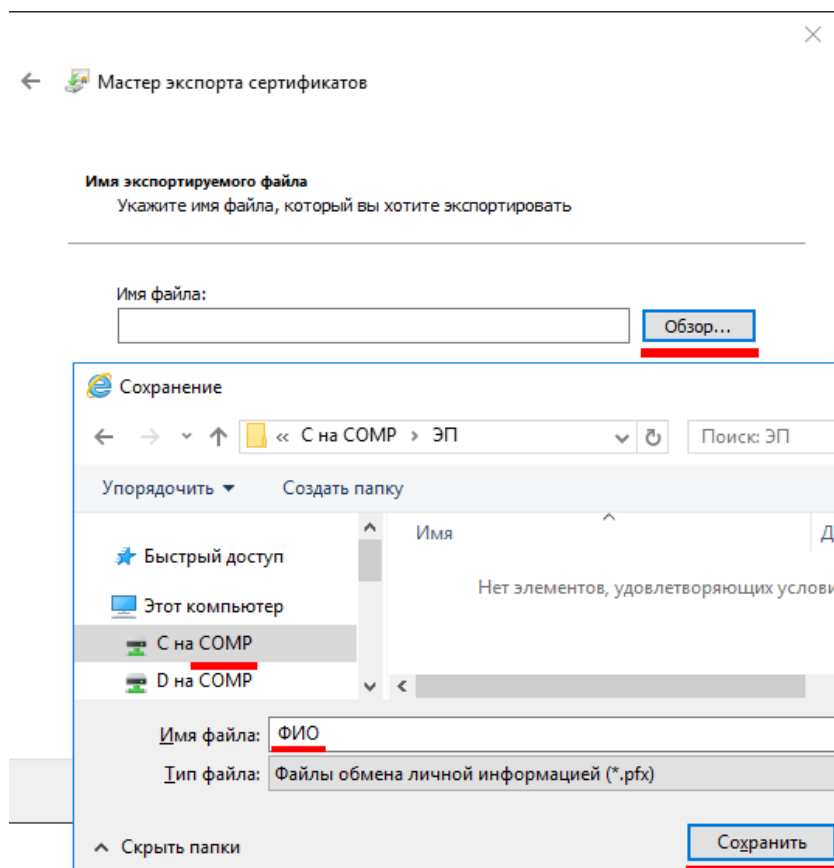 Мастер экспорта сертификатов
Имя экспортируемого файла
Укажите имя файла, который вы хотите экспортировать
Имя файла:
Обзор...
Сохранение
« C на COMP › ЭП
Поиск: ЭП
Упорядочить
Создать папку
Имя
Быстрый доступ
Нет элементов, удовлетворяющих
Этот компьютер
C на COMP
D на COMP
Имя файла: ФИО
Тип файла: Файлы обмена личной информацией (*.pfx)
Скрыть папки
Сохранить